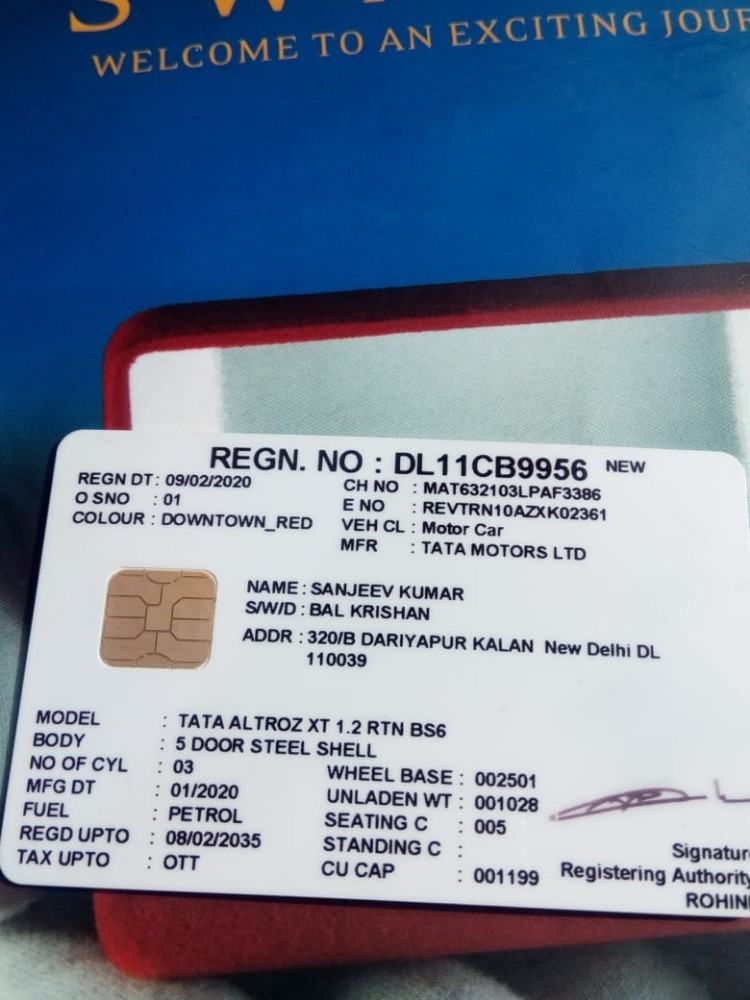 WELCOME TO AN EXCITING
REGN. NO : DL11CB9956 NEW
REGN DT : 09/02/2020 CH NO : MAT632103LPAF3386
O SNO : 01 E NO : REVTRN10AZXK02361
COLOUR : DOWNTOWN_RED VEH CL : Motor Car
MFR : TATA MOTORS LTD
NAME : SANJEEV KUMAR
S/W/D : BAL KRISHAN
ADDR : 320/B DARIYAPUR KALAN New Delhi DL
110039
MODEL : TATA ALTROZ XT 1.2 RTN BS6
BODY : 5 DOOR STEEL SHELL
NO OF CYL : 03 WHEEL BASE : 002501
MFG DT : 01/2020 UNLADEN WT : 001028
FUEL : PETROL SEATING C : 005
REGD UPTO : 08/02/2035 STANDING C :
TAX UPTO : OTT CU CAP : 001199
Signature
Registering Authority
ROHINI